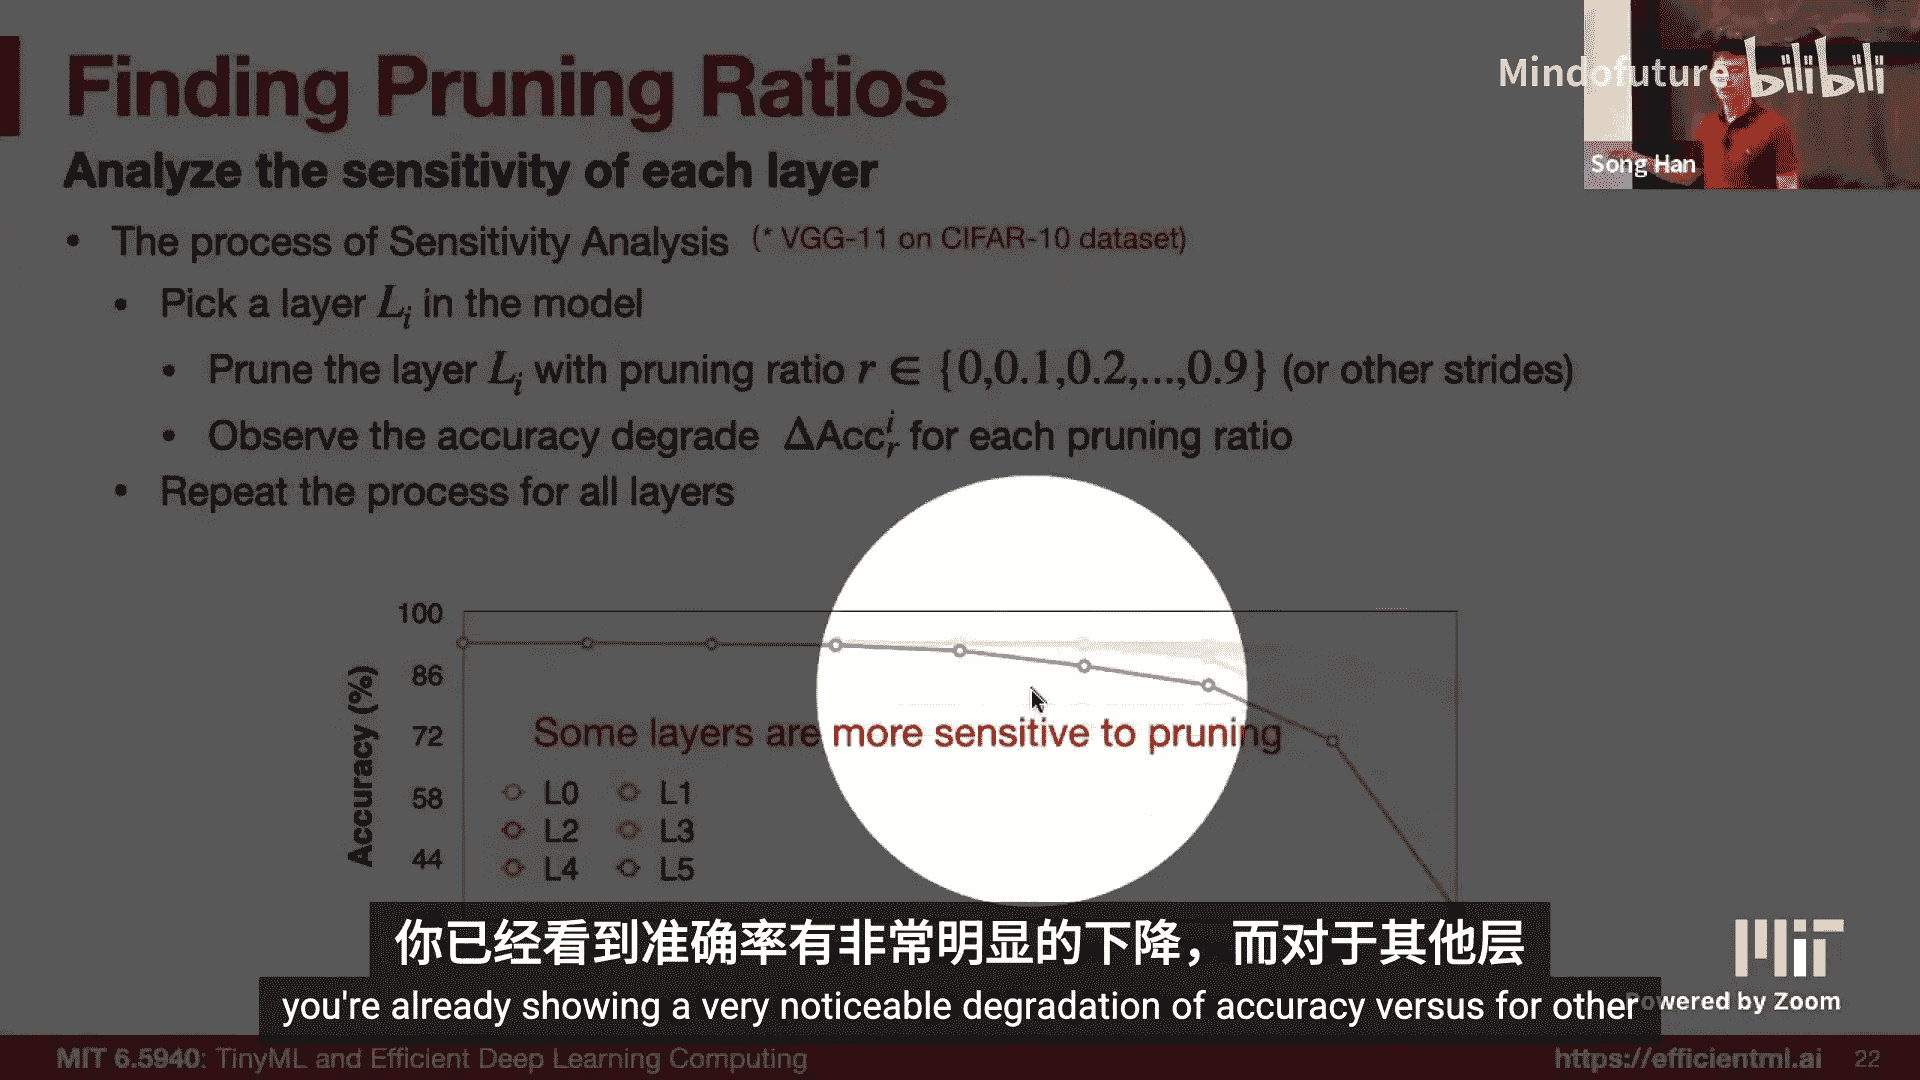 Finding Pruning Ratios
Mindofuture
bilibili
Song Han
Analyze the sensitivity of each layer
• The process of Sensitivity Analysis (* VGG-11 on CIFAR-10 dataset)
• Pick a layer Lᵢ in the model
• Prune the layer Lᵢ with pruning ratio r ∈ {0,0.1,0.2,...,0.9} (or other strides)
• Observe the accuracy degrade ΔAccᵣⁱ for each pruning ratio
• Repeat the process for all layers
Accuracy (%)
100
86
72
58
44
Some layers are more sensitive to pruning
L0 L1
L2 L3
L4 L5
你已经看到准确率有非常明显的下降，而对于其他层
you're already showing a very noticeable degradation of accuracy versus for other
MIT
Powered by Zoom
MIT 6.5940: TinyML and Efficient Deep Learning Computing
https://efficientml.ai 22